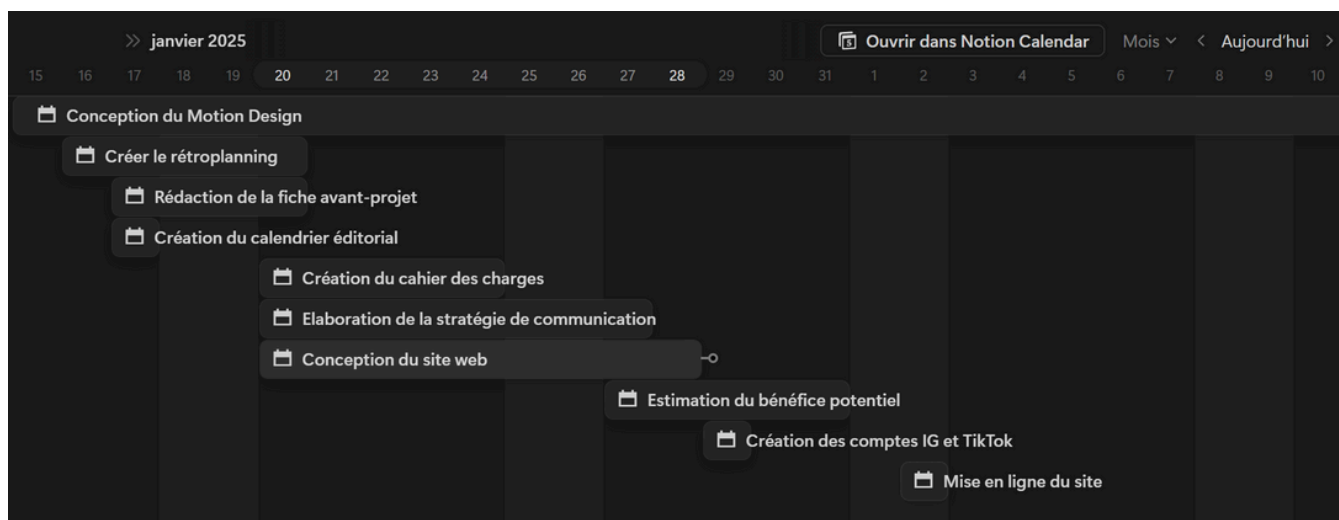 janvier 2025
Ouvrir dans Notion Calendar Mois Aujourd'hui
15 16 17 18 19 20 21 22 23 24 25 26 27 28 29 30 31 1 2 3 4 5 6 7 8 9 10
Conception du Motion Design
Créer le rétroplanning
Rédaction de la fiche avant-projet
Création du calendrier éditorial
Création du cahier des charges
Elaboration de la stratégie de communication
Conception du site web
Estimation du bénéfice potentiel
Création des comptes IG et TikTok
Mise en ligne du site